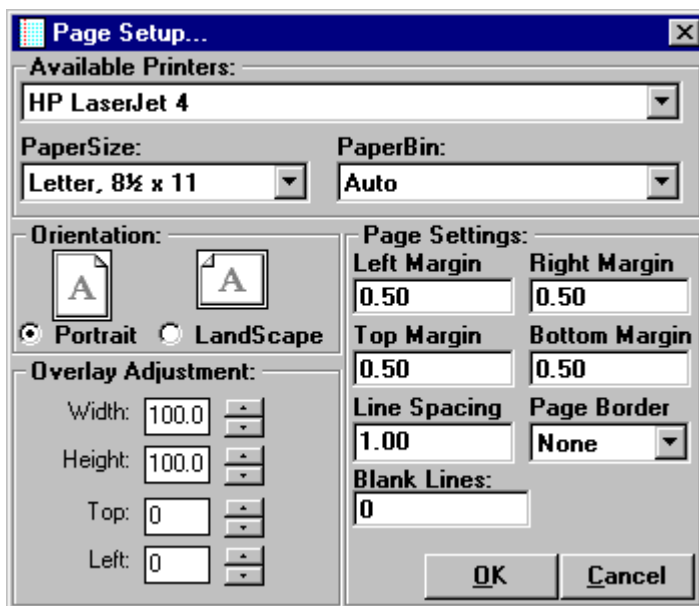 Page Setup...
Available Printers:
HP LaserJet 4
PaperSize: PaperBin:
Letter, 8½ x 11 Auto
Orientation:
A A
Portrait LandScape
Overlay Adjustment:
Width: 100.0
Height: 100.0
Top: 0
Left: 0
Page Settings:
Left Margin Right Margin
0.50 0.50
Top Margin Bottom Margin
0.50 0.50
Line Spacing Page Border
1.00 None
Blank Lines:
0
OK Cancel